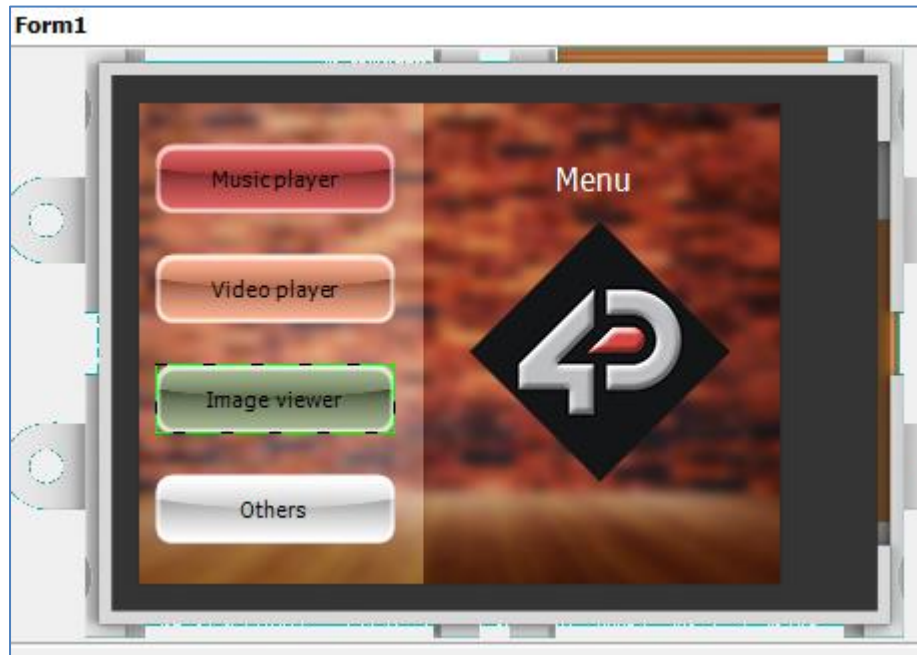 Form1
Music player
Menu
Video player
4D
Image viewer
Others